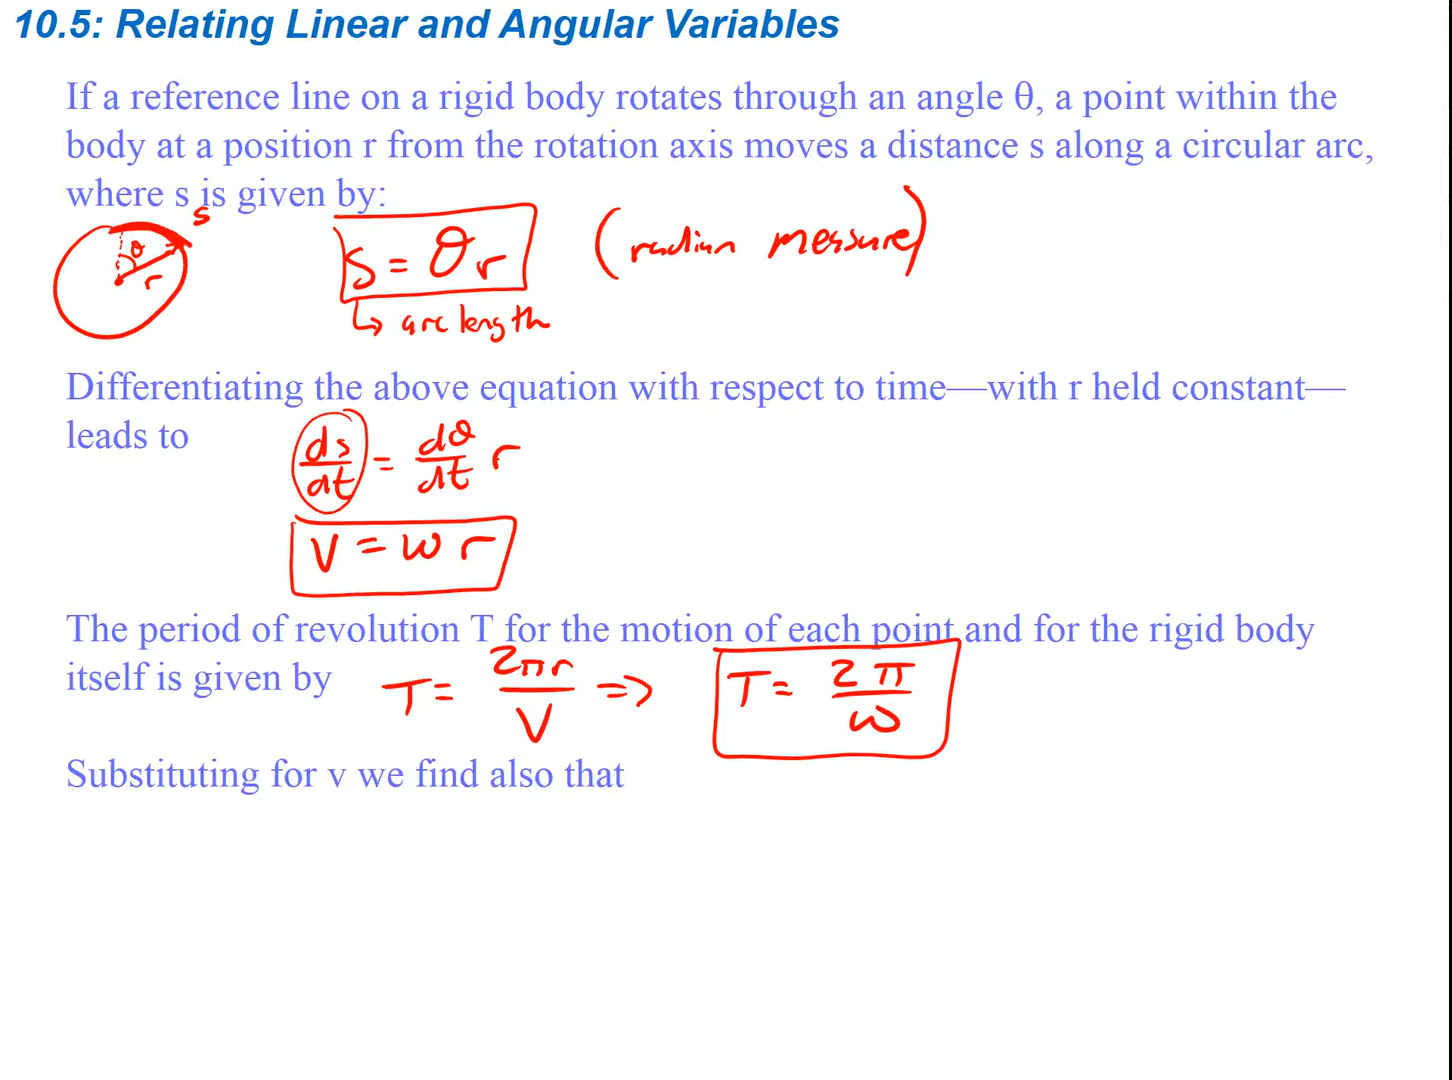 10.5: Relating Linear and Angular Variables
If a reference line on a rigid body rotates through an angle θ, a point within the
body at a position r from the rotation axis moves a distance s along a circular arc,
where s is given by:
s
θ
r
s = θr
(radian measure)
↳ arc length
Differentiating the above equation with respect to time—with r held constant—
leads to
ds/dt = dθ/dt r
v = ω r
The period of revolution T for the motion of each point and for the rigid body
itself is given by
T = 2πr/v ⇒ T = 2π/ω
Substituting for v we find also that